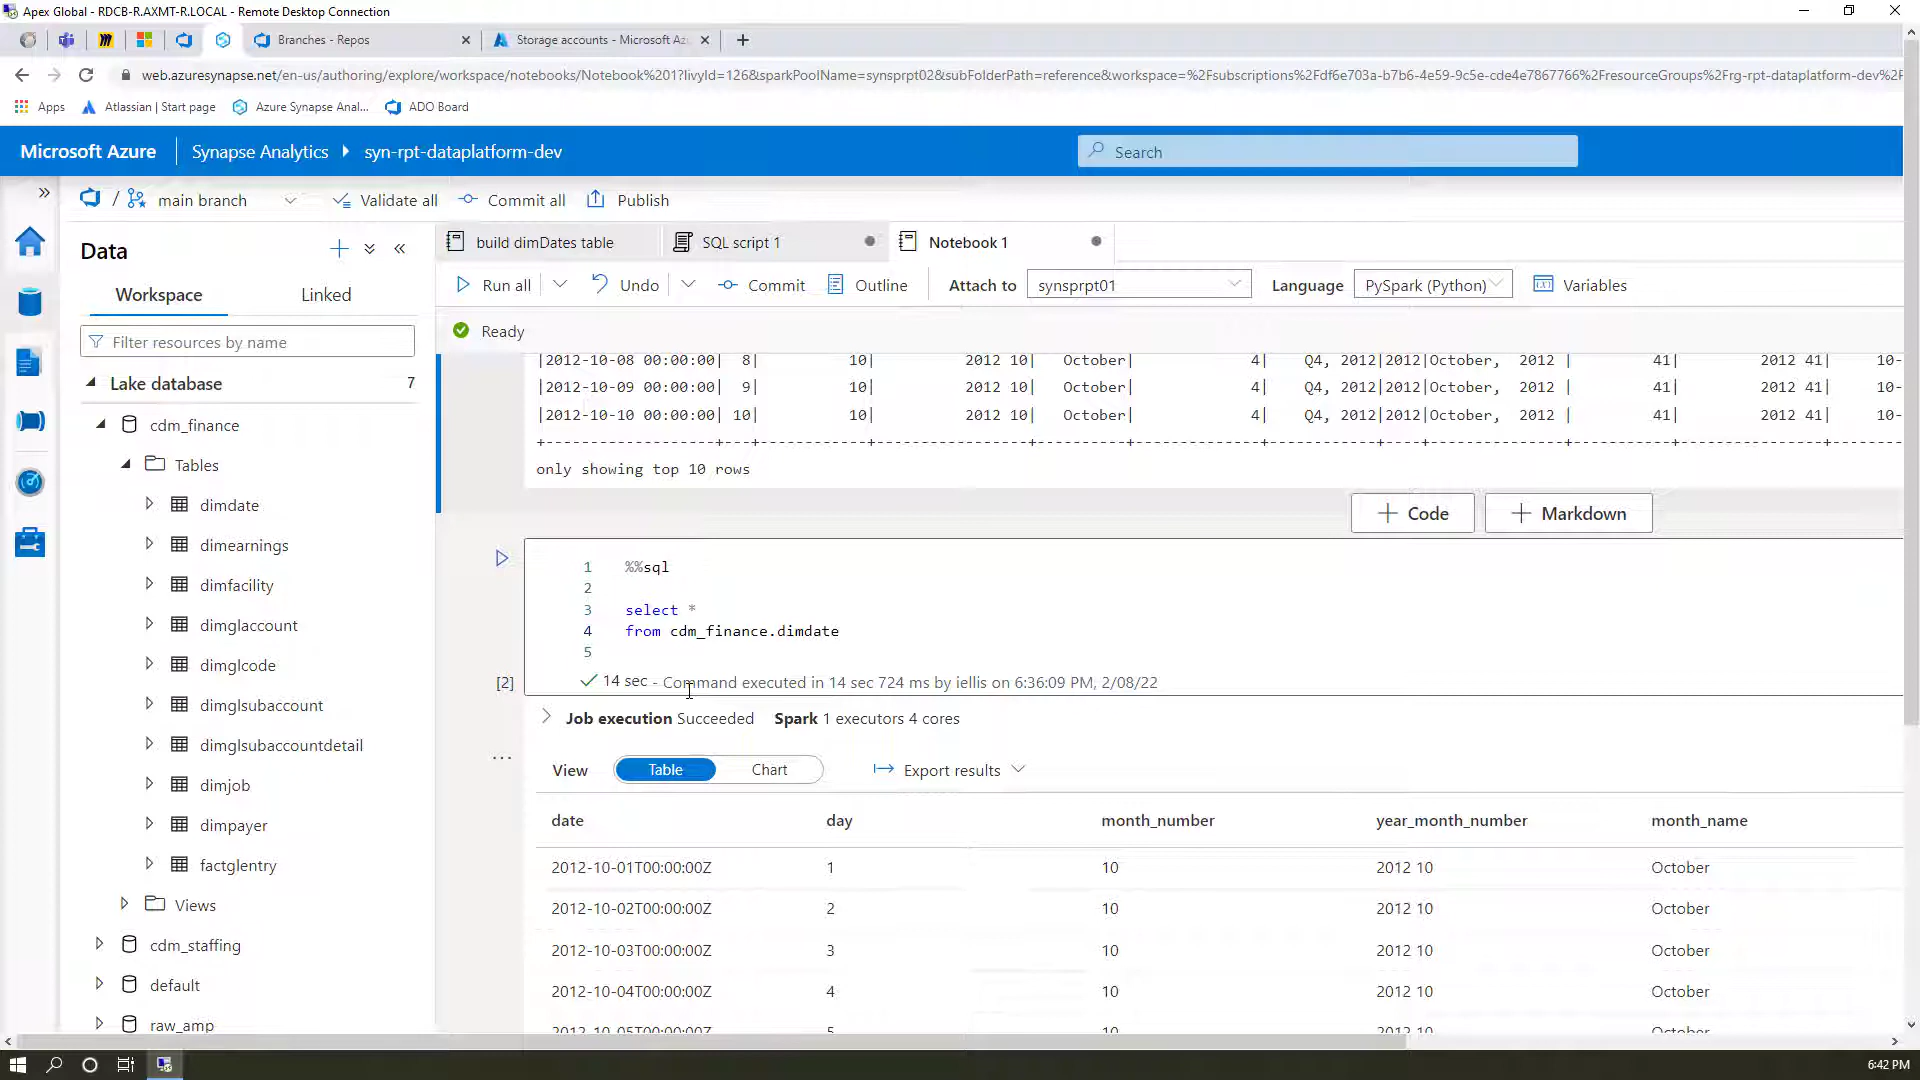 Apex Global - RDCB-R.AXMT-R.LOCAL - Remote Desktop Connection
Branches - Repos
Storage accounts - Microsoft Az
web.azuresynapse.net/en-us/authoring/explore/workspace/notebooks/Notebook%201?livyId=126&sparkPoolName=synsprpt02&subFolderPath=reference&workspace=%2Fsubscriptions%2Fdf6e703a-b7b6-4e59-9c5e-cde4e7867766%2FresourceGroups%2Frg-rpt-dataplatform-dev%2F
Apps Atlassian | Start page Azure Synapse Anal... ADO Board
Microsoft Azure Synapse Analytics syn-rpt-dataplatform-dev Search
/ main branch Validate all Commit all Publish
Data
Workspace Linked
Filter resources by name
Lake database 7
cdm_finance
Tables
dimdate
dimearnings
dimfacility
dimglaccount
dimglcode
dimglsubaccount
dimglsubaccountdetail
dimjob
dimpayer
factglentry
Views
cdm_staffing
default
raw_amp
build dimDates table SQL script 1 Notebook 1
Run all Undo Commit Outline Attach to synsprpt01 Language PySpark (Python) Variables
Ready
|2012-10-08 00:00:00| 8| 10| 2012 10| October| 4| Q4, 2012|2012|October, 2012 | 41| 2012 41| 10-
|2012-10-09 00:00:00| 9| 10| 2012 10| October| 4| Q4, 2012|2012|October, 2012 | 41| 2012 41| 10-
|2012-10-10 00:00:00| 10| 10| 2012 10| October| 4| Q4, 2012|2012|October, 2012 | 41| 2012 41| 10-
+-------------------+---+------------+-----------------+----------+--------------+------------+----+---------------+-----------+----------------+-------
only showing top 10 rows
+ Code + Markdown
1 %%sql
2
3 select *
4 from cdm_finance.dimdate
5
[2] 14 sec - Command executed in 14 sec 724 ms by iellis on 6:36:09 PM, 2/08/22
Job execution Succeeded Spark 1 executors 4 cores
...
View Table Chart Export results
date day month_number year_month_number month_name
2012-10-01T00:00:00Z 1 10 2012 10 October
2012-10-02T00:00:00Z 2 10 2012 10 October
2012-10-03T00:00:00Z 3 10 2012 10 October
2012-10-04T00:00:00Z 4 10 2012 10 October
2012-10-05T00:00:00Z 5 10 2012 10 October
6:42 PM